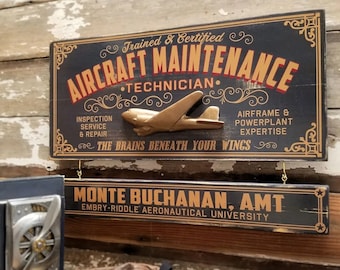 Trained & Certified
AIRCRAFT MAINTENANCE
TECHNICIAN
INSPECTION
SERVICE
& REPAIR
AIRFRAME &
POWERPLANT
EXPERTISE
THE BRAINS BENEATH YOUR WINGS
MONTE BUCHANAN, AMT
EMBRY-RIDDLE AERONAUTICAL UNIVERSITY